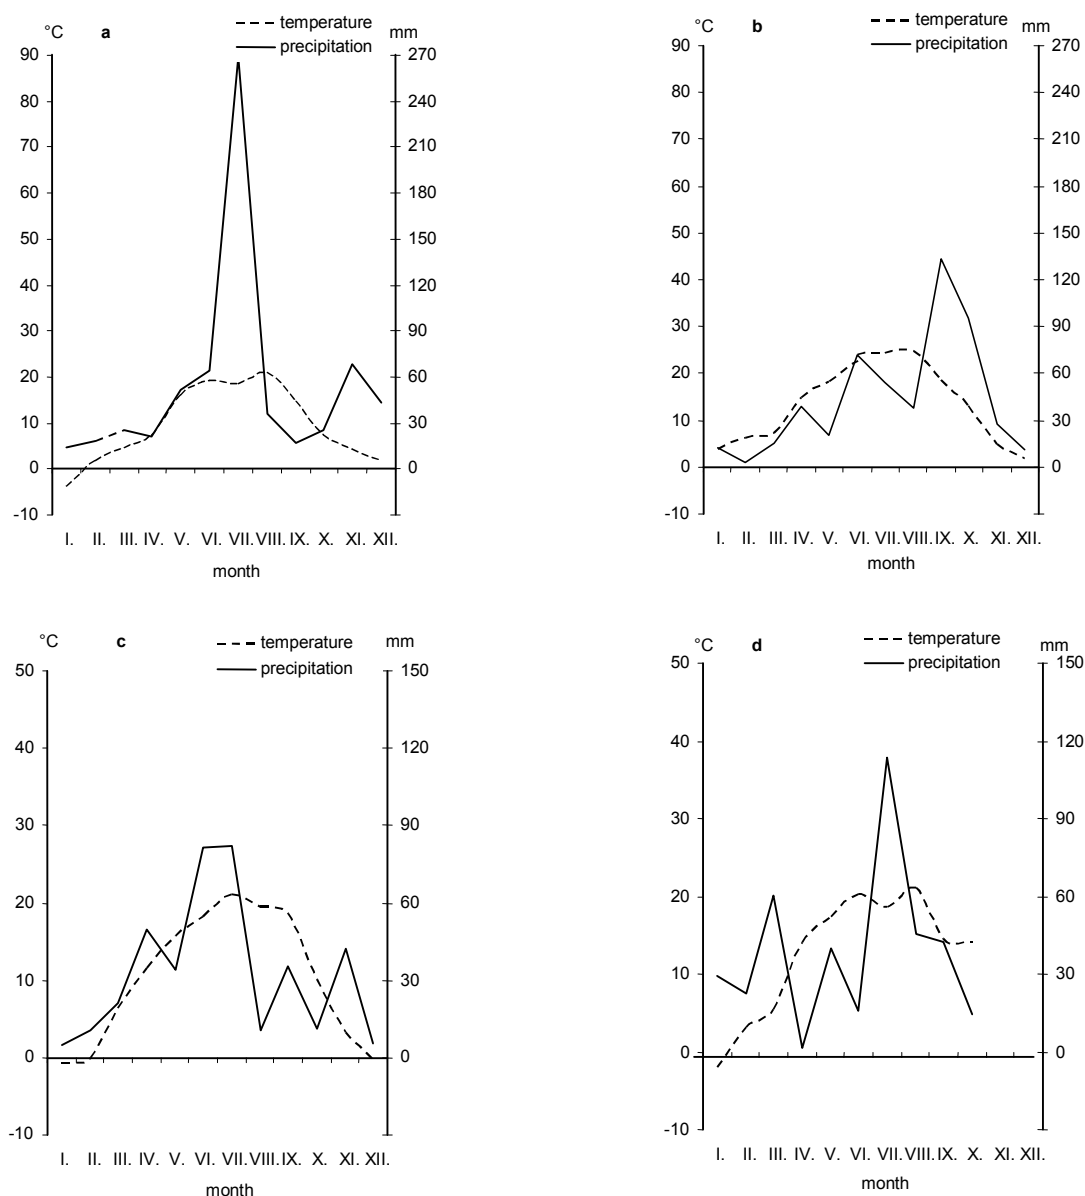 temperature
°C a precipitation mm
90 270
80 240
70 210
60 180
50 150
40 120
30 90
20 60
10 30
0 0
-10
I. II. III. IV. V. VI. VII. VIII. IX. X. XI. XII.
month
temperature
°C b precipitation mm
90 270
80 240
70 210
60 180
50 150
40 120
30 90
20 60
10 30
0 0
-10
I. II. III. IV. V. VI. VII. VIII. IX. X. XI. XII.
month
°C c temperature mm
precipitation
50 150
40 120
30 90
20 60
10 30
0 0
-10
I. II. III. IV. V. VI. VII. VIII. IX. X. XI. XII.
month
°C d temperature mm
precipitation
50 150
40 120
30 90
20 60
10 30
0 0
-10
I. II. III. IV. V. VI. VII. VIII. IX. X. XI. XII.
month